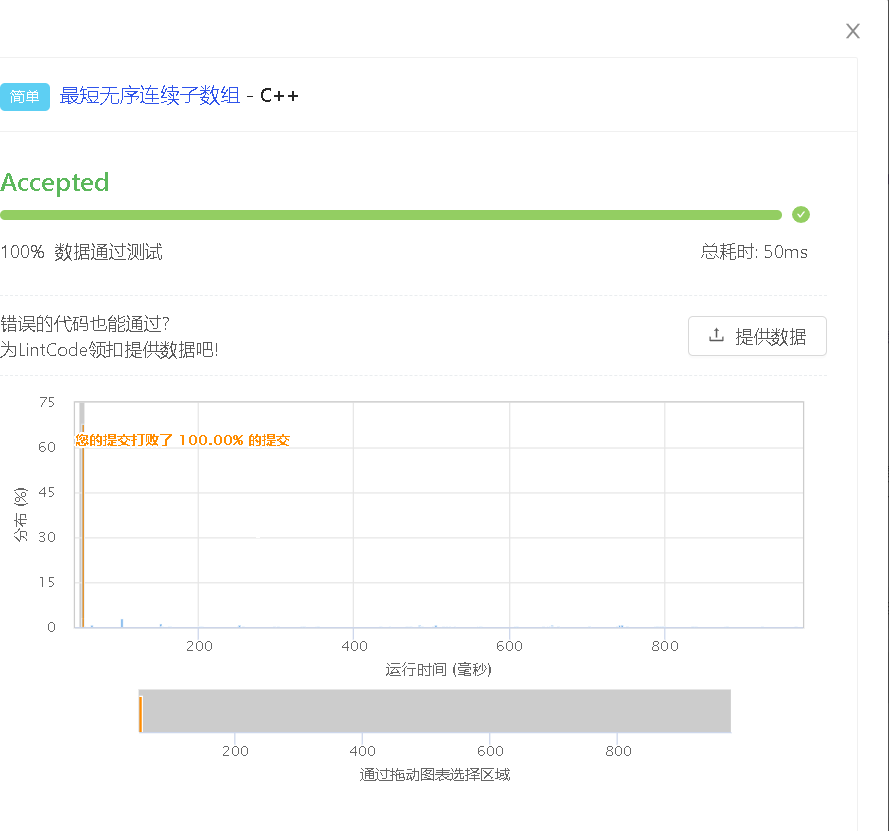 简单 最短无序连续子数组 - C++
Accepted
100% 数据通过测试 总耗时: 50ms
错误的代码也能通过?
为LintCode领扣提供数据吧!
提供数据
75
您的提交打败了 100.00% 的提交
60
45
分布 (%)
30
15
0
200 400 600 800
运行时间 (毫秒)
200 400 600 800
通过拖动图表选择区域